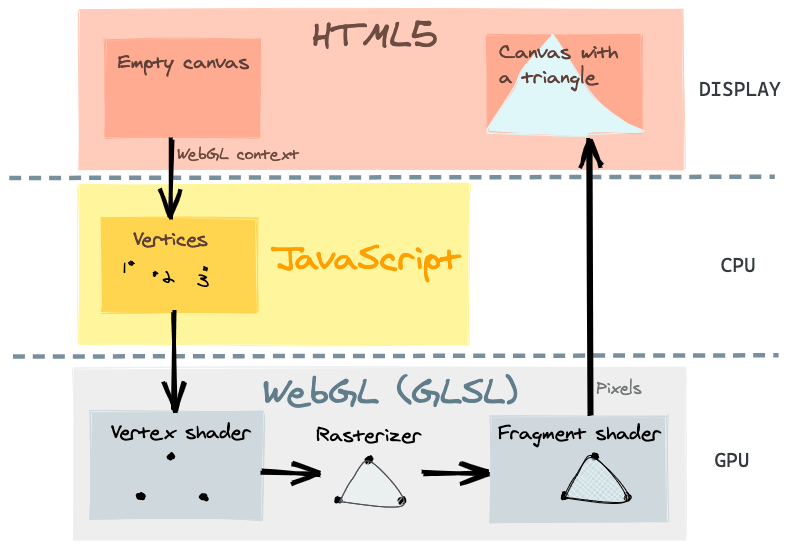 HTML5
Empty canvas
Canvas with
a triangle
DISPLAY
WebGL context
Vertices
1 2 3
JavaScript
CPU
WebGL (GLSL)
Pixels
Vertex shader
Rasterizer
Fragment shader
GPU